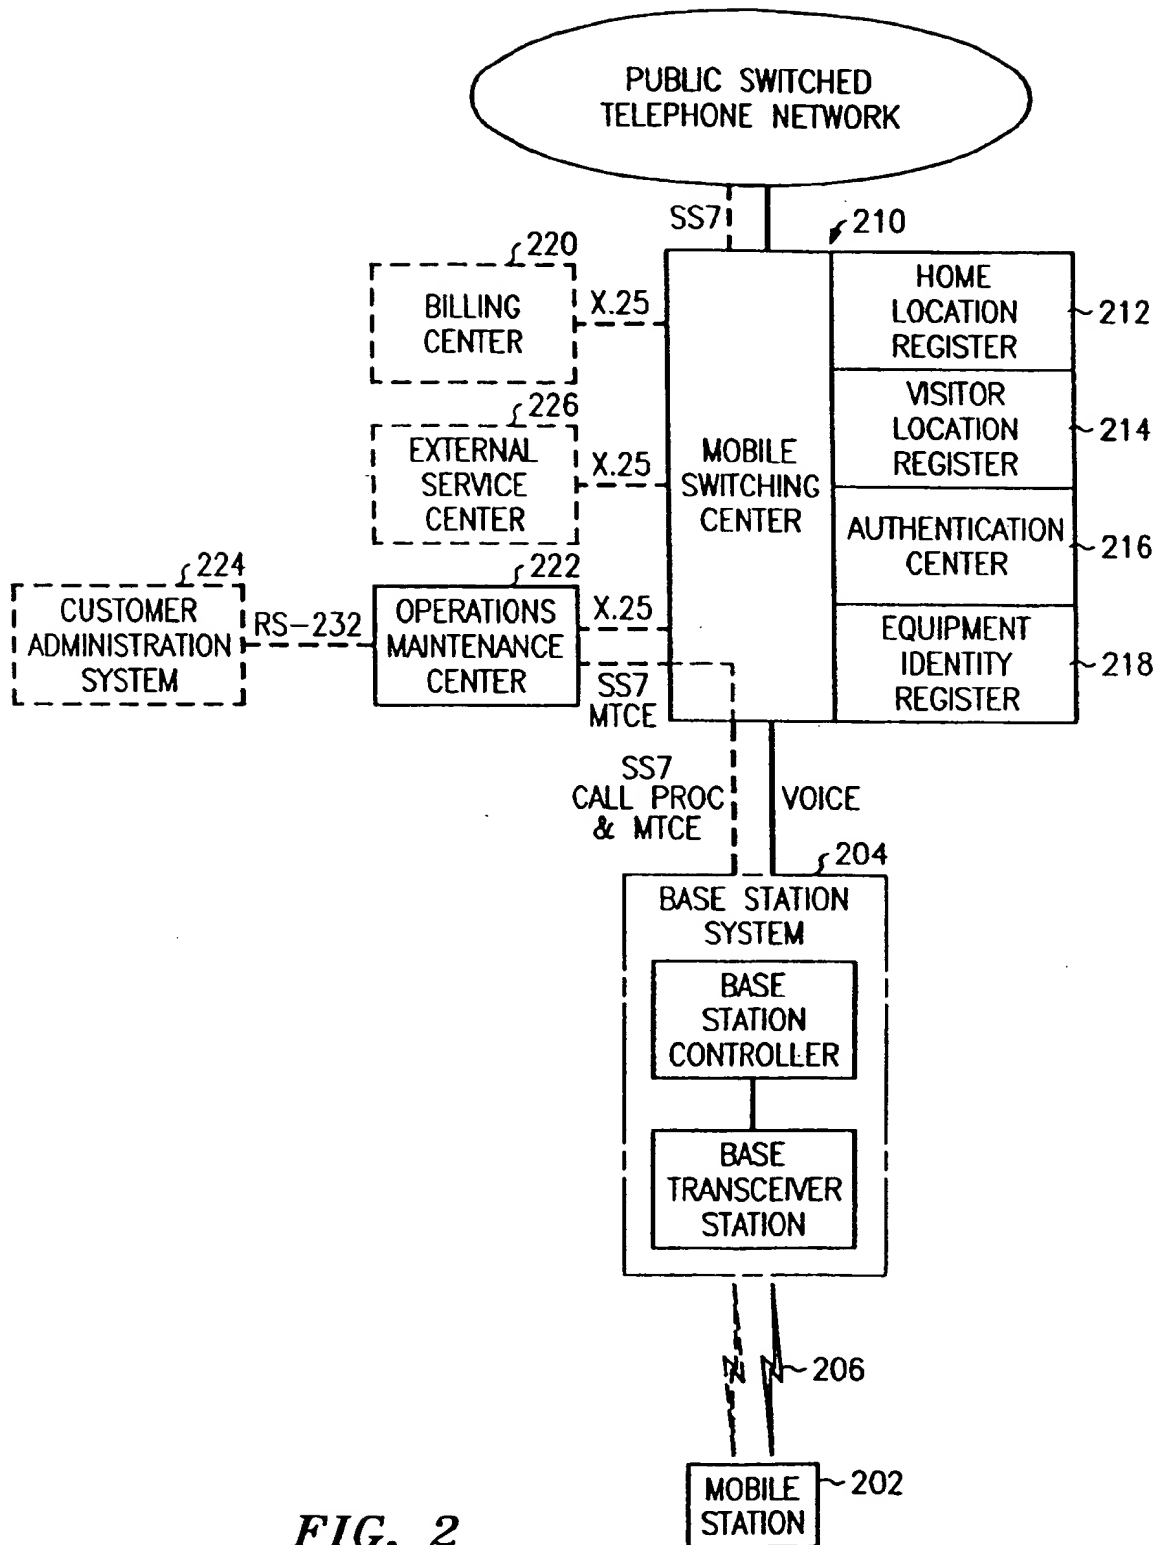 PUBLIC SWITCHED
TELEPHONE NETWORK
SS7
210
220
BILLING
CENTER
X.25
HOME
LOCATION
REGISTER
212
226
EXTERNAL
SERVICE
CENTER
X.25
MOBILE
SWITCHING
CENTER
VISITOR
LOCATION
REGISTER
214
AUTHENTICATION
CENTER
216
224
CUSTOMER
ADMINISTRATION
SYSTEM
RS-232
222
OPERATIONS
MAINTENANCE
CENTER
X.25
SS7
MTCE
EQUIPMENT
IDENTITY
REGISTER
218
SS7
CALL PROC
& MTCE
VOICE
204
BASE STATION
SYSTEM
BASE
STATION
CONTROLLER
BASE
TRANSCEIVER
STATION
206
MOBILE
STATION
202
FIG. 2